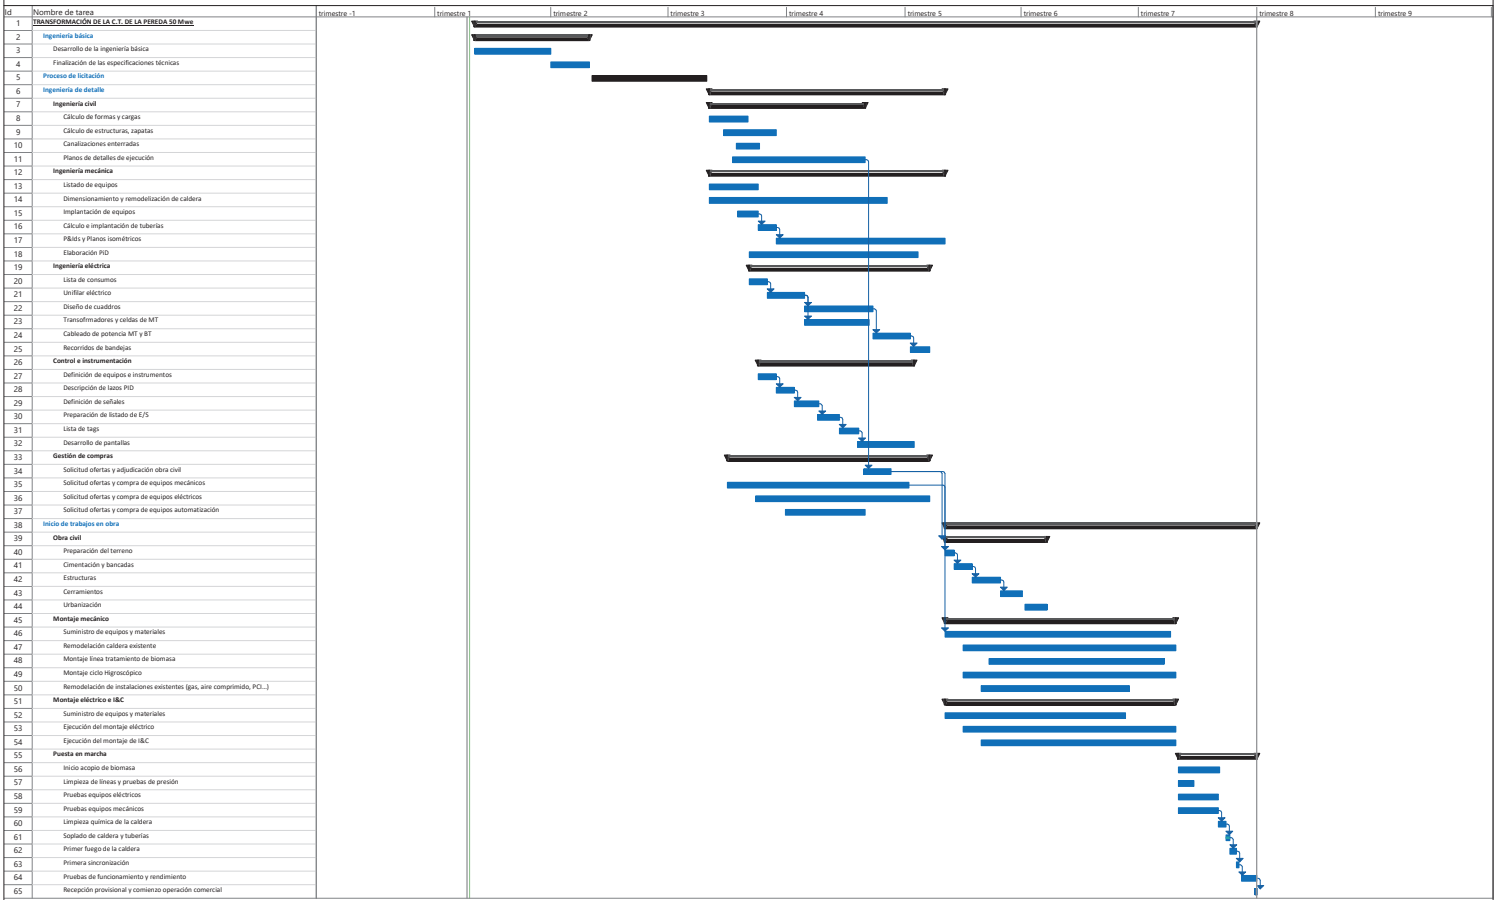 Id Nombre de tarea trimestre -1 trimestre 1 trimestre 2 trimestre 3 trimestre 4 trimestre 5 trimestre 6 trimestre 7 trimestre 8 trimestre 9
1 TRANSFORMACIÓN DE LA C.T. DE LA PEREDA 50 Mwe
2 Ingeniería básica
3 Desarrollo de la ingeniería básica
4 Finalización de las especificaciones técnicas
5 Proceso de licitación
6 Ingeniería de detalle
7 Ingeniería civil
8 Cálculo de formas y cargas
9 Cálculo de estructuras, zapatas
10 Canalizaciones enterradas
11 Planos de detalles de ejecución
12 Ingeniería mecánica
13 Listado de equipos
14 Dimensionamiento y remodelización de caldera
15 Implantación de equipos
16 Cálculo e implantación de tuberías
17 P&Ids y Planos isométricos
18 Elaboración PiD
19 Ingeniería eléctrica
20 Lista de consumos
21 Unifilar eléctrico
22 Diseño de cuaddros
23 Transofrmadores y celdas de MT
24 Cableado de potencia MT y BT
25 Recorridos de bandejas
26 Control e instrumentación
27 Definición de equipos e instrumentos
28 Descripción de lazos PID
29 Definición de señales
30 Preparación de listado de E/S
31 Lista de tags
32 Desarrollo de pantallas
33 Gestión de compras
34 Solicitud ofertas y adjudicación obra civil
35 Solicitud ofertas y compra de equipos mecánicos
36 Solicitud ofertas y compra de equipos eléctricos
37 Solicitud ofertas y compra de equipos automatización
38 Inicio de trabajos en obra
39 Obra civil
40 Preparación del terreno
41 Cimentación y bancadas
42 Estructuras
43 Cerramientos
44 Urbanización
45 Montaje mecánico
46 Suministro de equipos y materiales
47 Remodelación caldera existente
48 Montaje línea tratamiento de biomasa
49 Montaje ciclo Higroscópico
50 Remodelación de instalaciones existentes (gas, aire comprimido, PCI...)
51 Montaje eléctrico e I&C
52 Suministro de equipos y materiales
53 Ejecución del montaje eléctrico
54 Ejecución del montaje de I&C
55 Puesta en marcha
56 Inicio acopio de biomasa
57 Limpieza de líneas y pruebas de presión
58 Pruebas equipos eléctricos
59 Pruebas equipos mecánicos
60 Limpieza química de la caldera
61 Soplado de caldera y tuberías
62 Primer fuego de la caldera
63 Primera sincronización
64 Pruebas de funcionamiento y rendimiento
65 Recepción provisional y comienzo operación comercial